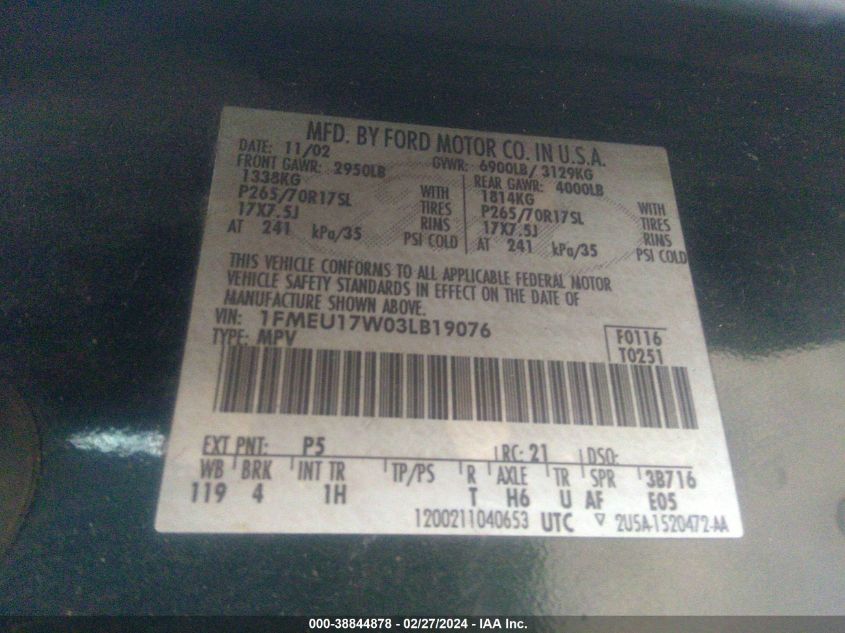 MFD. BY FORD MOTOR CO. IN U.S.A.
DATE: 11/02 GVWR: 6900LB/ 3129KG
FRONT GAWR: 2950LB REAR GAWR: 4000LB
1338KG WITH 1814KG WITH
P265/70R17SL TIRES P265/70R17SL TIRES
17X7.5J RIMS 17X7.5J RIMS
AT 241 kPa/35 PSI COLD AT 241 kPa/35 PSI COLD
THIS VEHICLE CONFORMS TO ALL APPLICABLE FEDERAL MOTOR
VEHICLE SAFETY STANDARDS IN EFFECT ON THE DATE OF
MANUFACTURE SHOWN ABOVE.
VIN: 1FMEU17W03LB19076
TYPE: MPV F0116
T0251
EXT PNT: P5 RC: 21 DSO:
WB BRK INT TR TP/PS R AXLE TR SPR 3B716
119 4 1H T H6 U AF E05
1200211040653 UTC ▽ 2U5A-1520472-AA
000-38844878 - 02/27/2024 - IAA Inc.